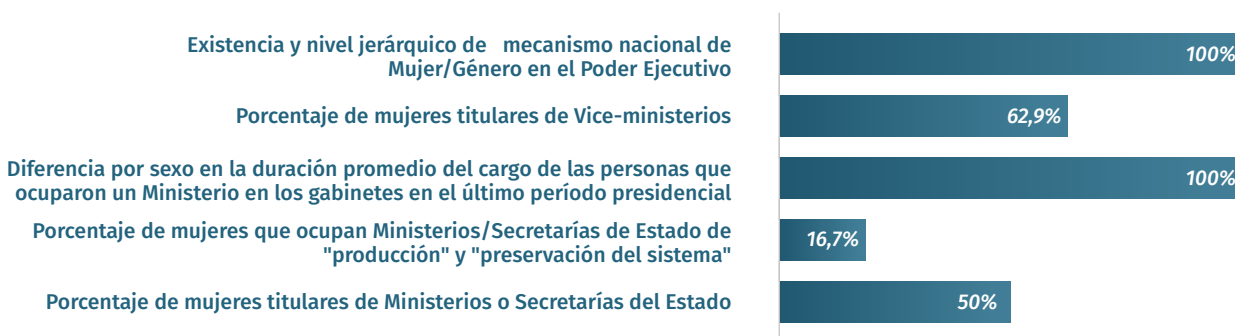 Existencia y nivel jerárquico de mecanismo nacional de
Mujer/Género en el Poder Ejecutivo
100%
Porcentaje de mujeres titulares de Vice-ministerios
62,9%
Diferencia por sexo en la duración promedio del cargo de las personas que
ocuparon un Ministerio en los gabinetes en el último período presidencial
100%
Porcentaje de mujeres que ocupan Ministerios/Secretarías de Estado de
"producción" y "preservación del sistema"
16,7%
Porcentaje de mujeres titulares de Ministerios o Secretarías del Estado
50%